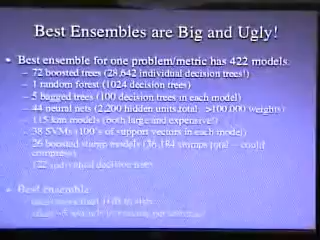 Best Ensembles are Big and Ugly!
• Best ensemble for one problem/metric has 422 models:
– 72 boosted trees (28,642 individual decision trees!)
– 1 random forest (1024 decision trees)
– 5 bagged trees (100 decision trees in each model)
– 44 neural nets (2,200 hidden units total, >100,000 weights)
– 115 knn models (both large and expensive!)
– 38 SVMs (100's of support vectors in each model)
– 26 boosted stump models (36,184 stumps total -- could
compress)
– 122 individual decision trees
• Best ensemble